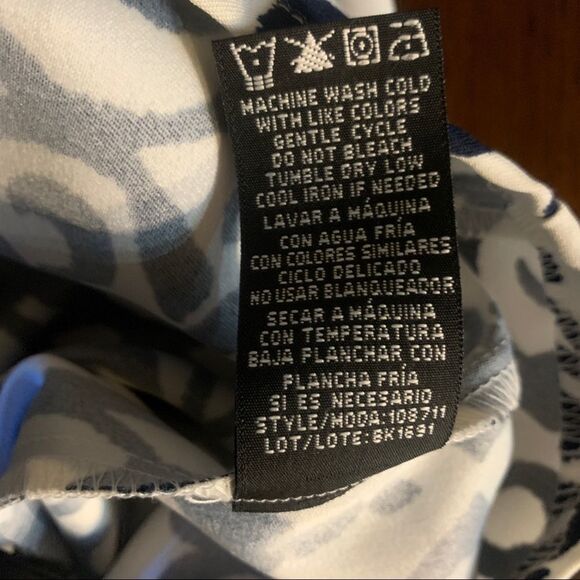 MACHINE WASH COLD
WITH LIKE COLORS
GENTLE CYCLE
DO NOT BLEACH
TUMBLE DRY LOW
COOL IRON IF NEEDED
LAVAR A MÁQUINA
CON AGUA FRÍA
CON COLORES SIMILARES
CICLO DELICADO
NO USAR BLANQUEADOR
SECAR A MÁQUINA
CON TEMPERATURA
BAJA PLANCHAR CON
PLANCHA FRÍA
SI ES NECESARIO
STYLE/MODA:108711
LOT/LOTE:BK1691